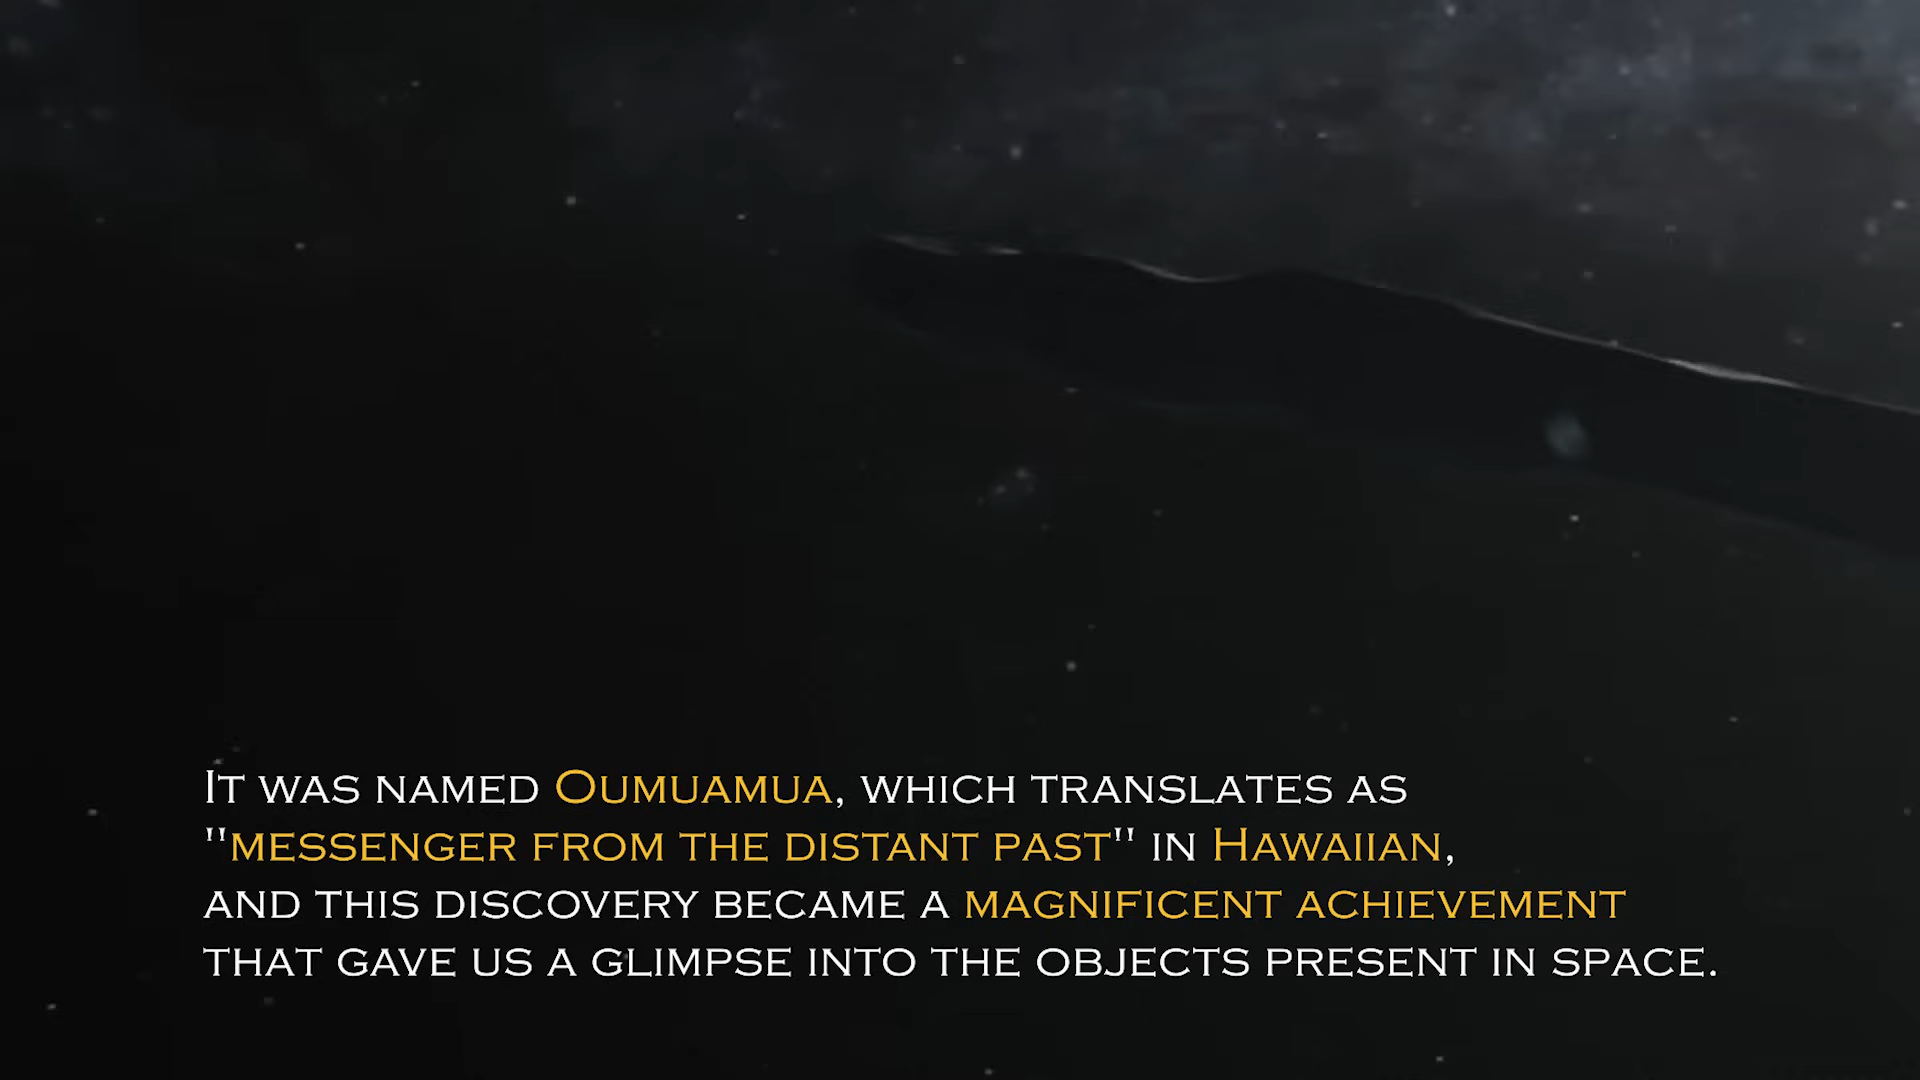 It was named Oumuamua, which translates as
"messenger from the distant past" in Hawaiian,
and this discovery became a magnificent achievement
that gave us a glimpse into the objects present in space.